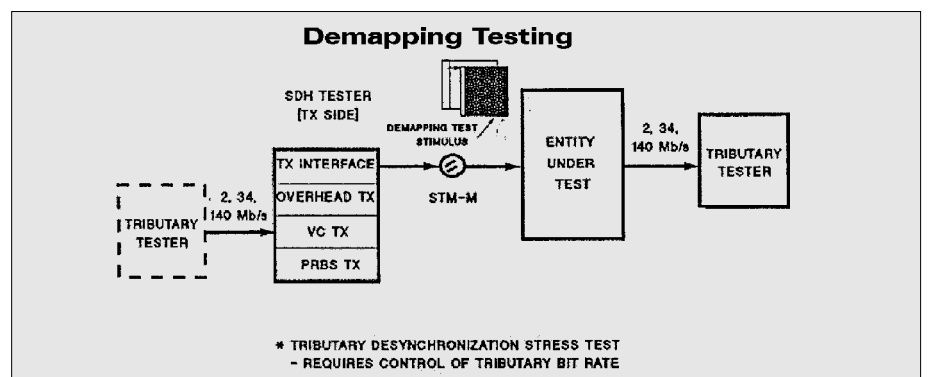 Demapping Testing
SDH TESTER
[TX SIDE]
DEMAPPING TEST
STIMULUS
TX INTERFACE
OVERHEAD TX
VC TX
PRBS TX
STM-M
ENTITY
UNDER
TEST
2, 34,
140 Mb/s
TRIBUTARY
TESTER
2, 34,
140 Mb/s
TRIBUTARY
TESTER
* TRIBUTARY DESYNCHRONIZATION STRESS TEST
- REQUIRES CONTROL OF TRIBUTARY BIT RATE